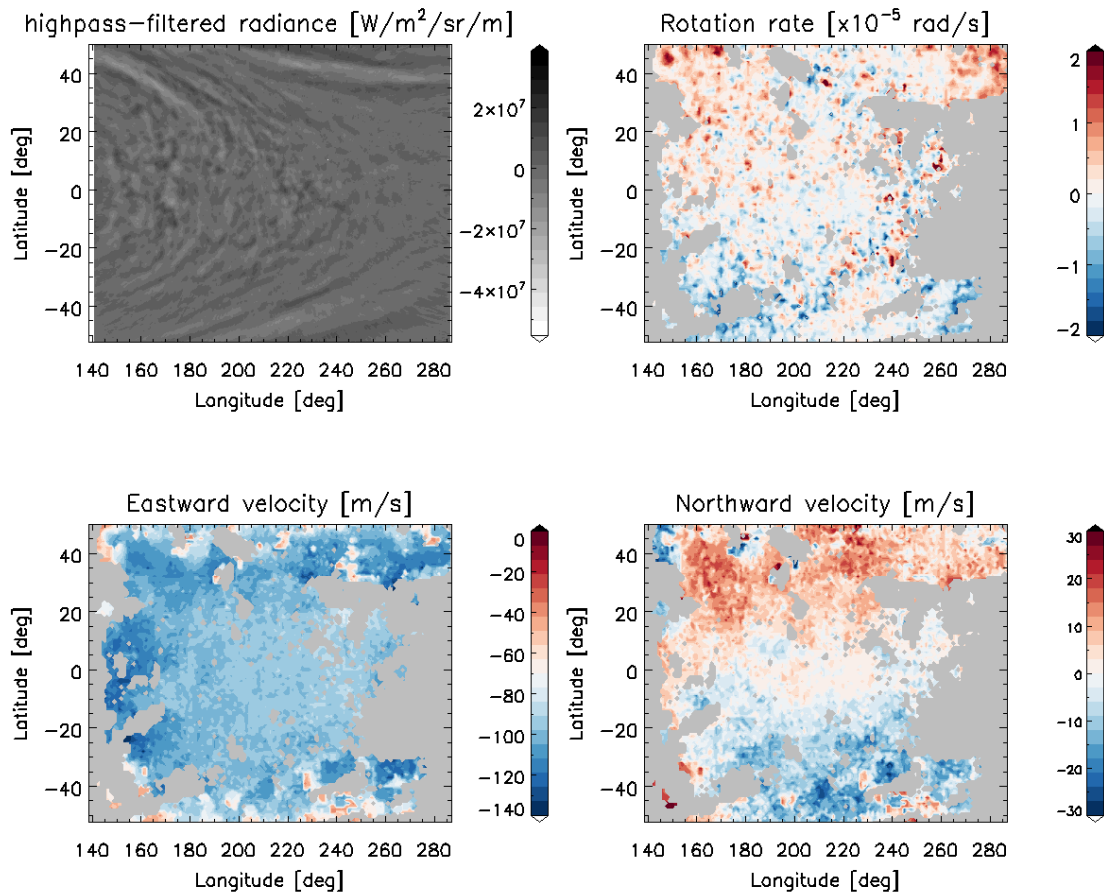 highpass-filtered radiance [W/m²/sr/m]
40
20
0
−20
−40
Latitude [deg]
140 160 180 200 220 240 260 280
Longitude [deg]
2×10⁷
0
−2×10⁷
−4×10⁷
Rotation rate [×10⁻⁵ rad/s]
40
20
0
−20
−40
Latitude [deg]
140 160 180 200 220 240 260 280
Longitude [deg]
2
1
0
−1
−2
Eastward velocity [m/s]
40
20
0
−20
−40
Latitude [deg]
140 160 180 200 220 240 260 280
Longitude [deg]
0
−20
−40
−60
−80
−100
−120
−140
Northward velocity [m/s]
40
20
0
−20
−40
Latitude [deg]
140 160 180 200 220 240 260 280
Longitude [deg]
30
20
10
0
−10
−20
−30